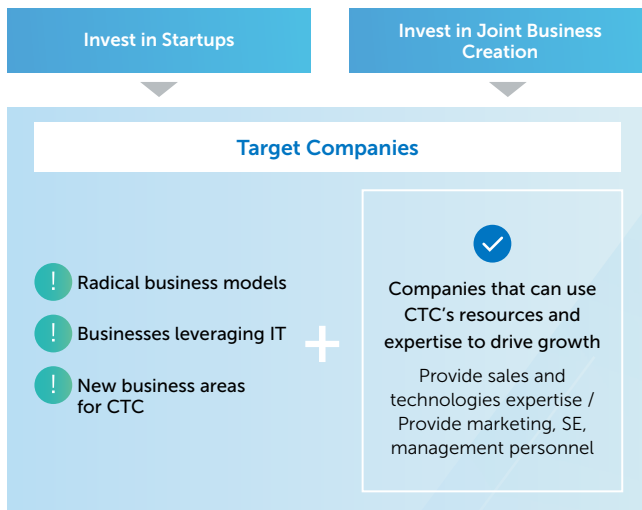 Invest in Startups
Invest in Joint Business
Creation
Target Companies
! Radical business models
! Businesses leveraging IT
! New business areas
for CTC
+
Companies that can use
CTC's resources and
expertise to drive growth
Provide sales and
technologies expertise /
Provide marketing, SE,
management personnel